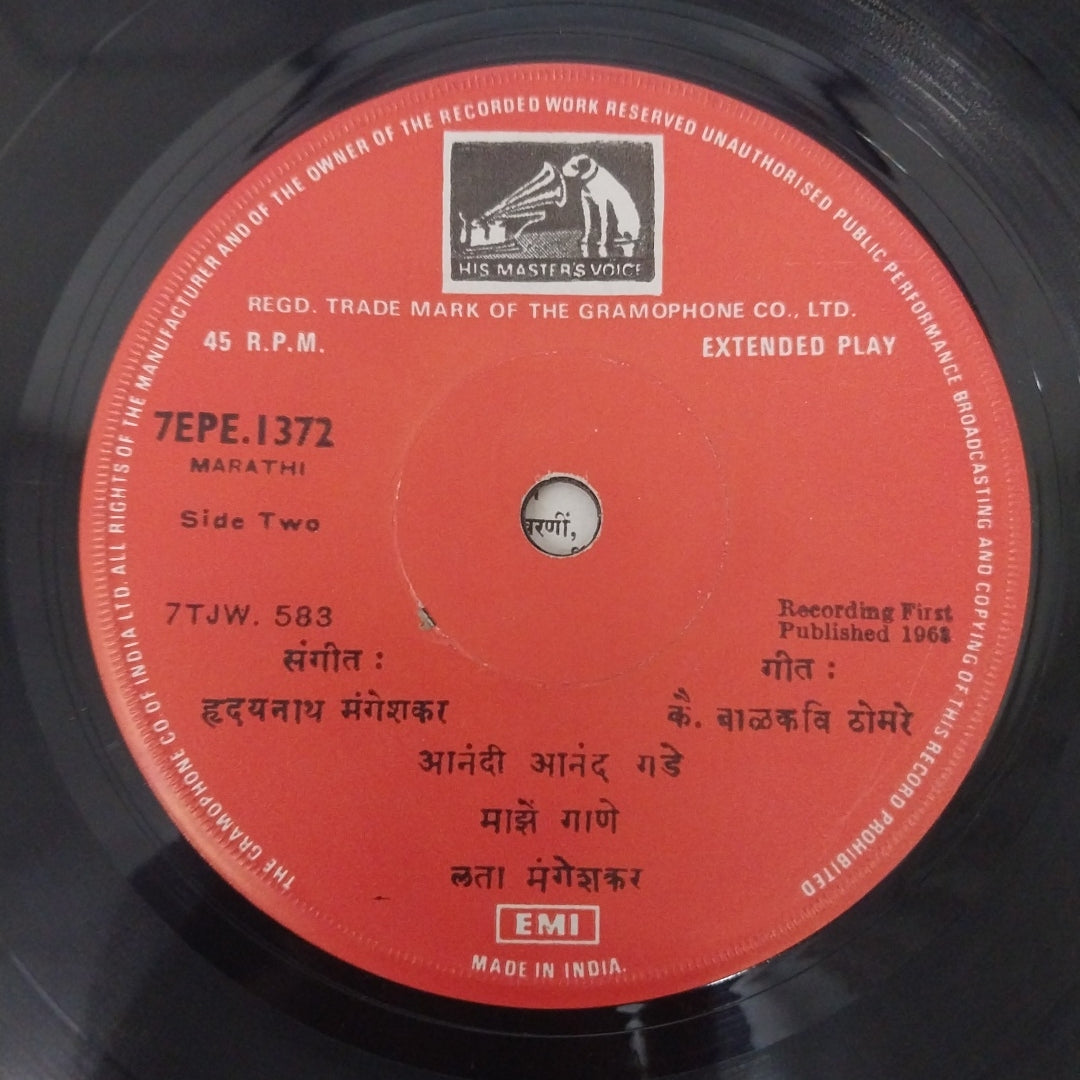 THE GRAMOPHONE CO OF INDIA LTD. ALL RIGHTS OF THE MANUFACTURER AND OF THE OWNER OF THE RECORDED WORK RESERVED UNAUTHORISED PUBLIC PERFORMANCE BROADCASTING AND COPYING OF THIS RECORD PROHIBITED
HIS MASTER'S VOICE
REGD. TRADE MARK OF THE GRAMOPHONE CO., LTD.
45 R.P.M. EXTENDED PLAY
7EPE.1372
MARATHI
Side Two
वरणीं,
7TJW. 583
Recording First
Published 1968
संगीत : गीत :
हृदयनाथ मंगेशकर कै. बाळकवि ठोमरे
आनंदी आनंद गडे
माझें गाणे
लता मंगेशकर
EMI
MADE IN INDIA.